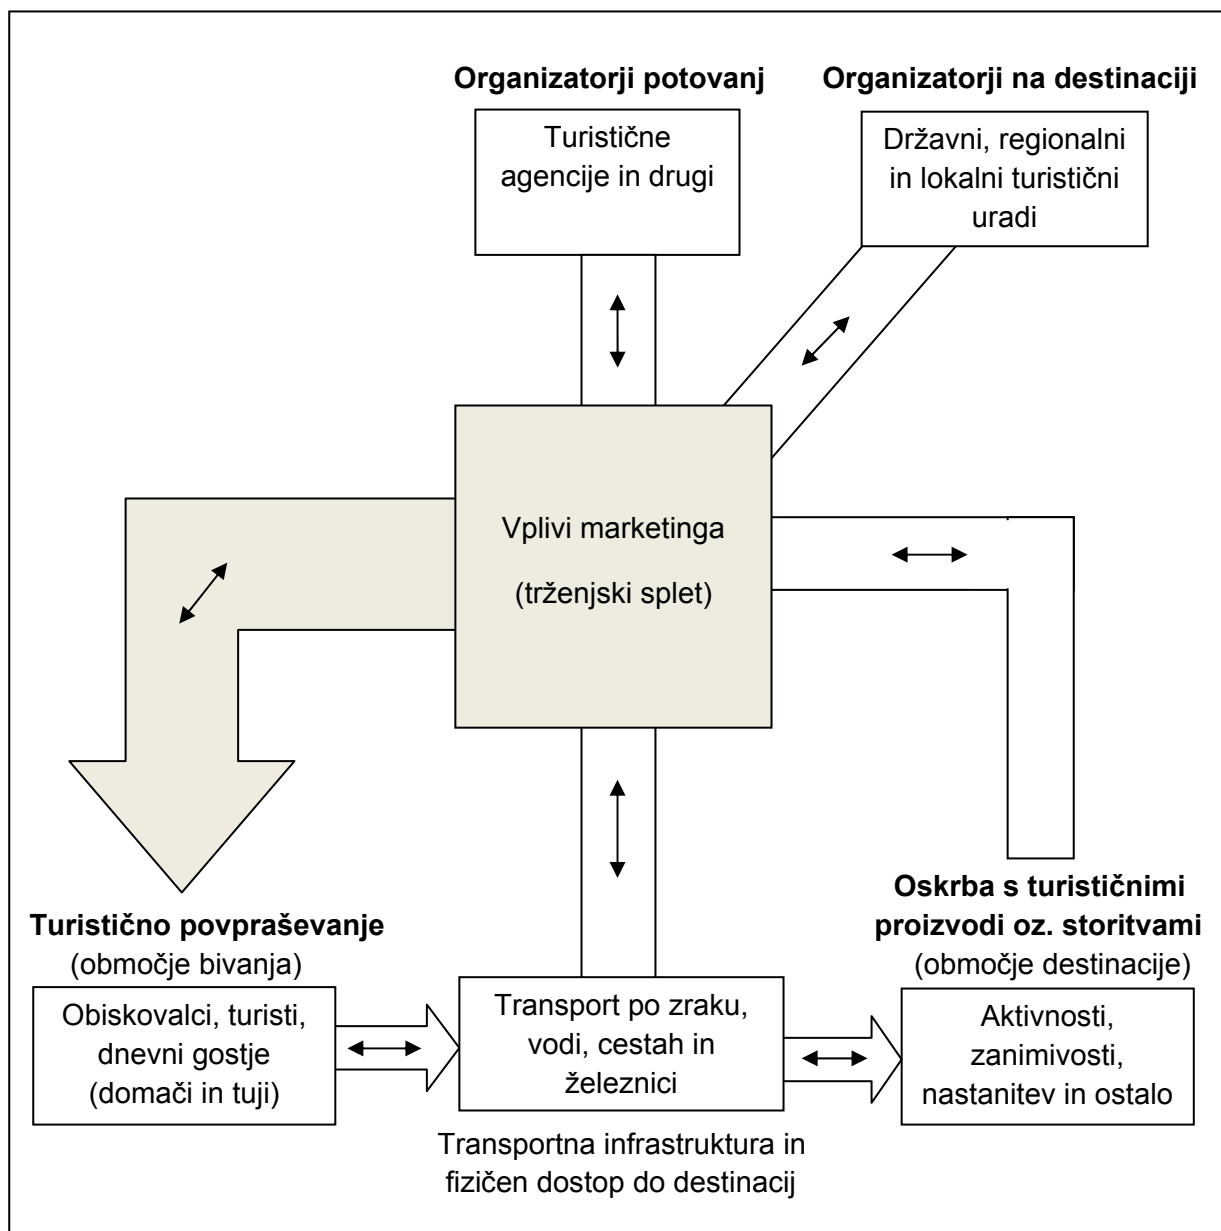 Organizatorji potovanj
Turistične
agencije in drugi
Organizatorji na destinaciji
Državni, regionalni
in lokalni turistični
uradi
Vplivi marketinga
(trženjski splet)
Turistično povpraševanje
(območje bivanja)
Obiskovalci, turisti,
dnevni gostje
(domači in tuji)
Transport po zraku,
vodi, cestah in
železnici
Transportna infrastruktura in
fizičen dostop do destinacij
Oskrba s turističnimi
proizvodi oz. storitvami
(območje destinacije)
Aktivnosti,
zanimivosti,
nastanitev in ostalo